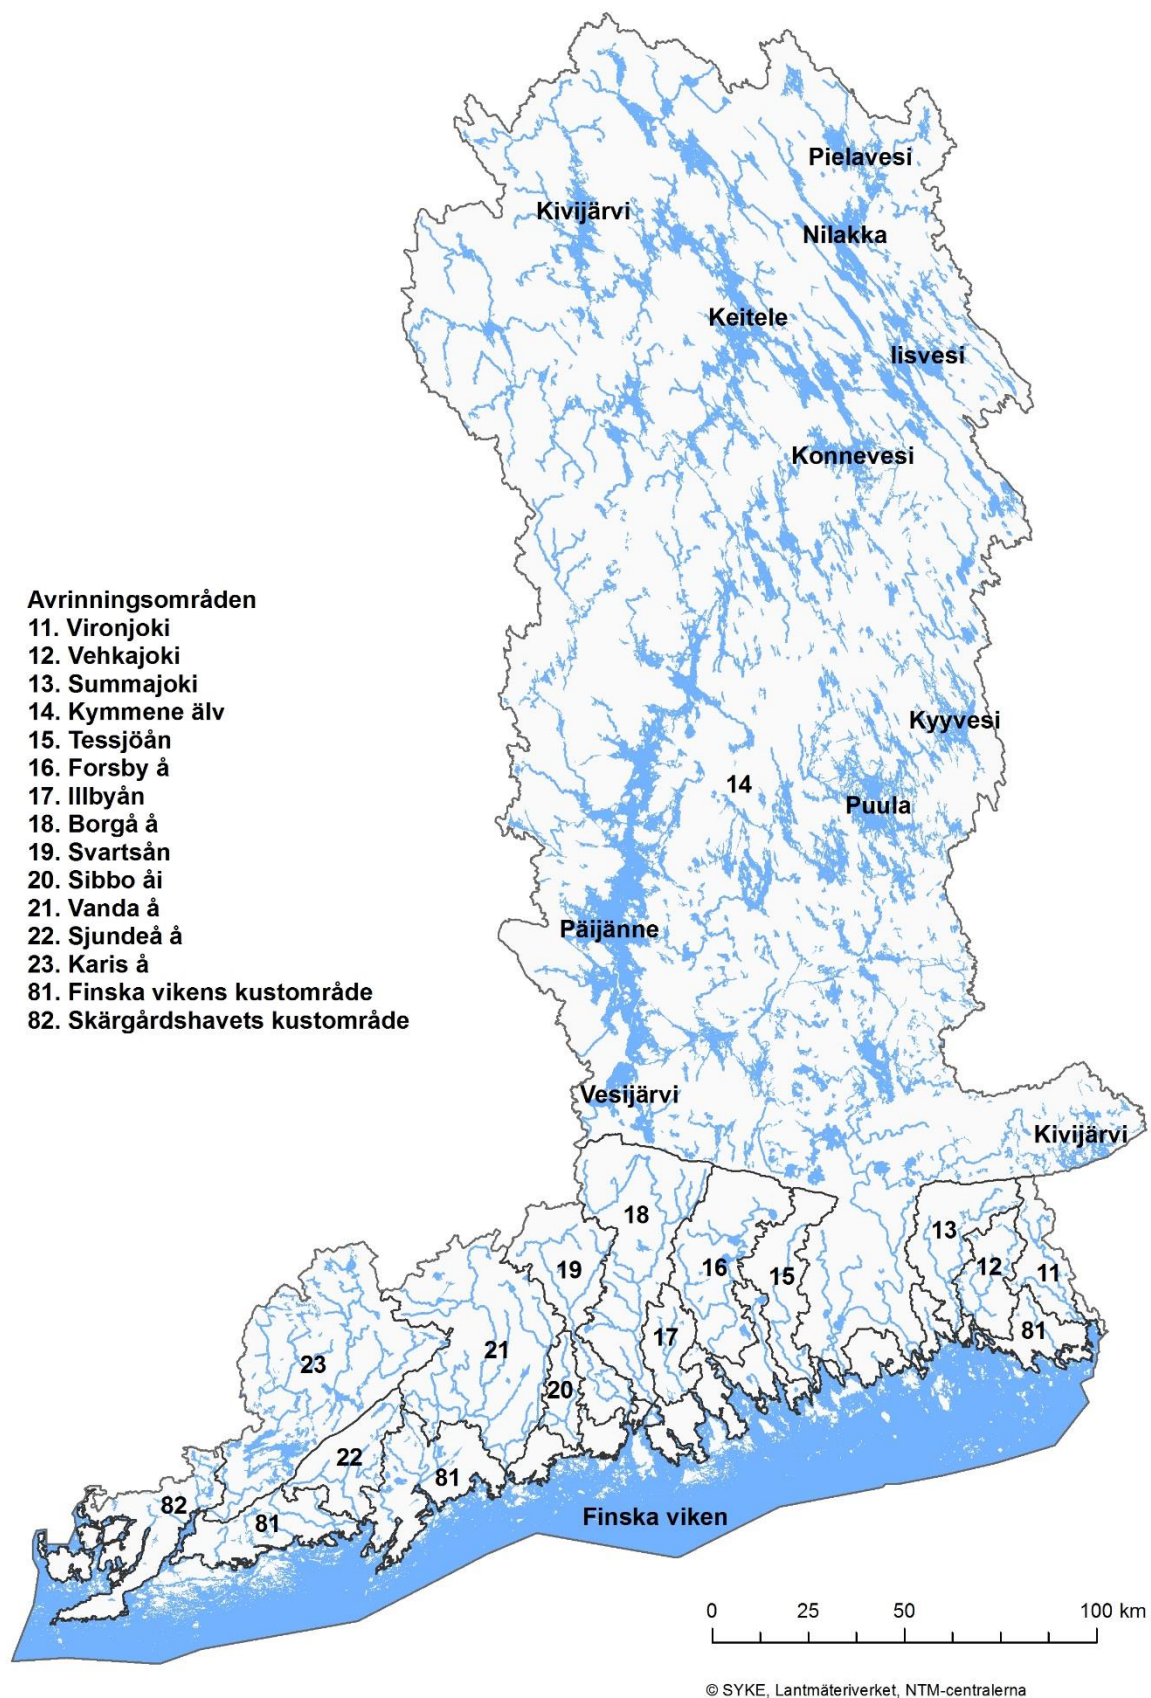 Pielavesi
Kivijärvi
Nilakka
Keitele
Iisvesi
Konnevesi
Avrinningsområden
11. Vironjoki
12. Vehkajoki
13. Summajoki
14. Kymmene älv
15. Tessjöån
16. Forsby å
17. Illbyån
18. Borgå å
19. Svartsån
20. Sibbo åi
21. Vanda å
22. Sjundeå å
23. Karis å
81. Finska vikens kustområde
82. Skärgårdshavets kustområde
Kyyvesi
14
Puula
Päijänne
Vesijärvi
Kivijärvi
18
13
19
16
15
12
11
17
81
21
23
20
22
81
82
81
Finska viken
0 25 50 100 km
© SYKE, Lantmäteriverket, NTM-centralerna